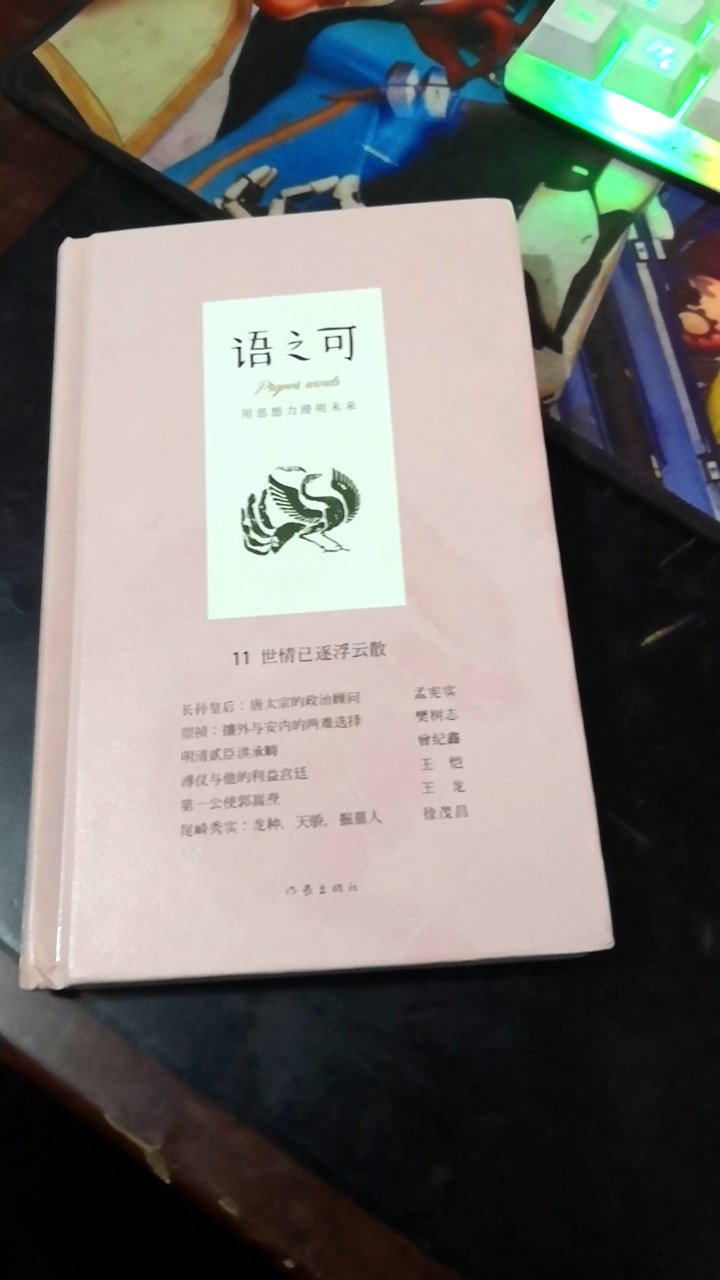 语之可
Propos words
用思想力澄明未来
11 世情已逐浮云散
长孙皇后：唐太宗的政治顾问 孟宪实
崇祯：攘外与安内的两难选择 樊树志
明清贰臣洪承畴 曾纪鑫
溥仪与他的利益宫廷 王恺
第一公使郭嵩焘 王龙
尾崎秀实：龙种，天骄，掘墓人 徐茂昌
作家出版社